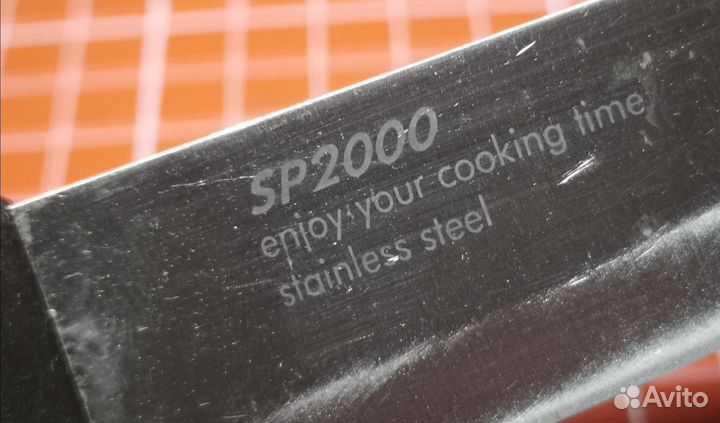 SP2000
enjoy your cooking time
stainless steel
Avito